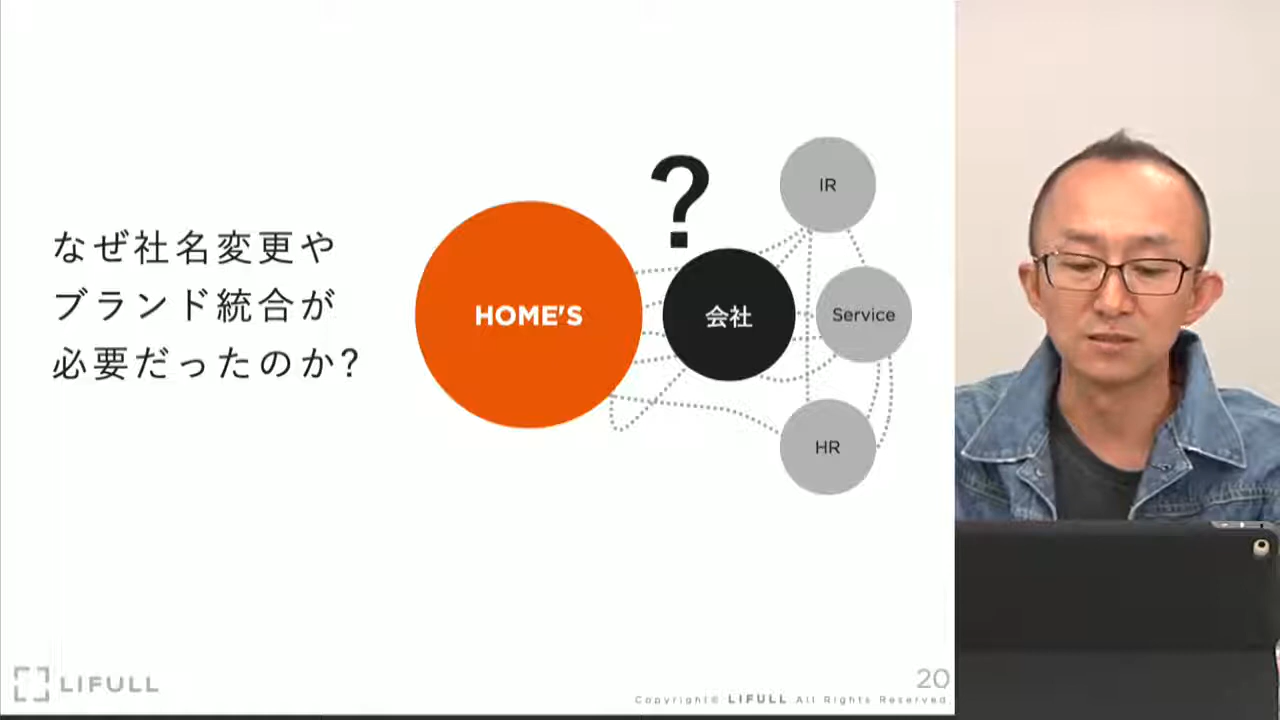 なぜ社名変更や
ブランド統合が
必要だったのか?
?
IR
HOME'S
会社
Service
HR
LIFULL
20
Copyright© LIFULL All Rights Reserved.